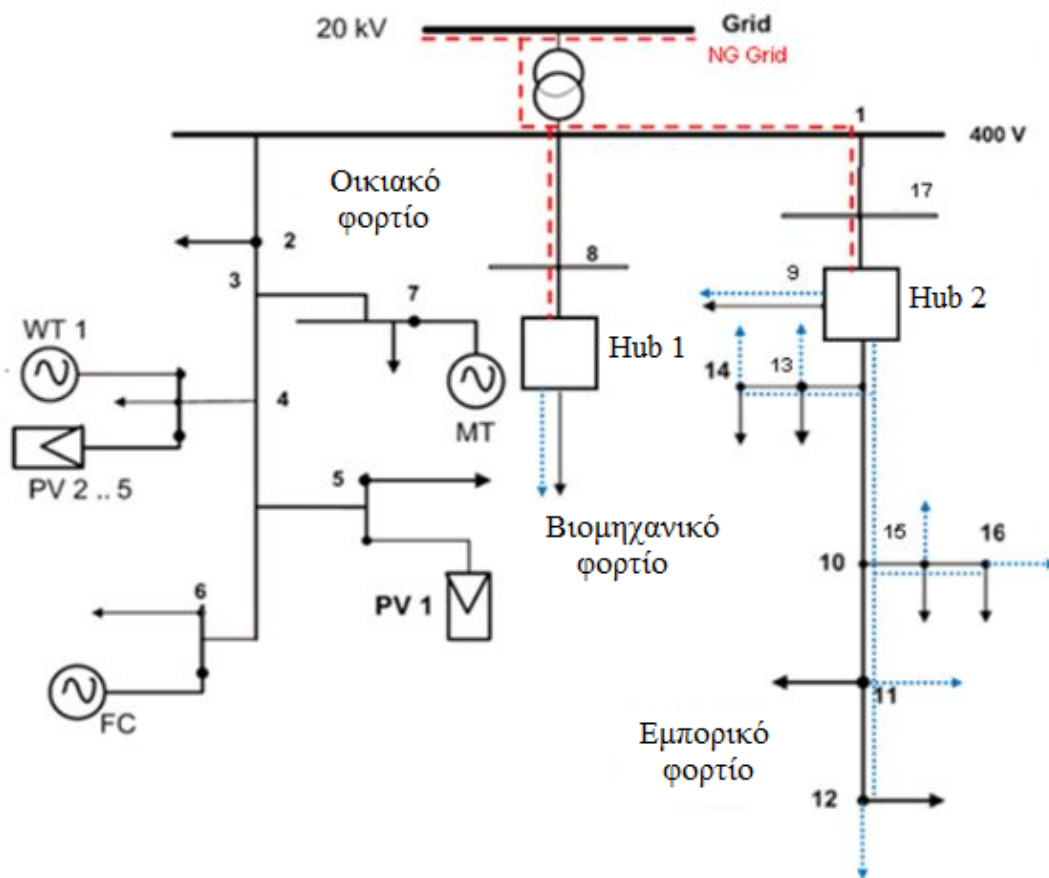 20 kV
Grid
NG Grid
1
400 V
Οικιακό
φορτίο
17
2
8
3
9
7
Hub 2
WT 1
Hub 1
14
13
4
MT
5
PV 2 .. 5
Βιομηχανικό
φορτίο
15
16
10
PV 1
6
11
FC
Εμπορικό
φορτίο
12